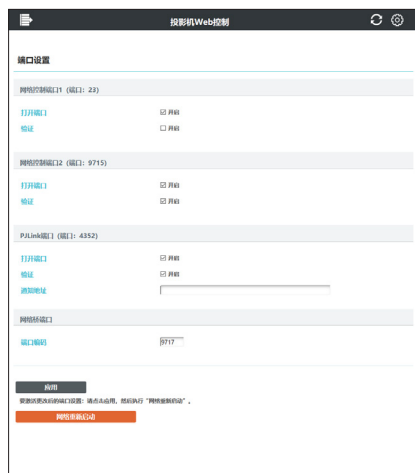 投影机Web控制
端口设置
网络控制端口1 (端口: 23)
打开端口 开启
验证 开启
网络控制端口2 (端口: 9715)
打开端口 开启
验证 开启
PJLink端口 (端口: 4352)
打开端口 开启
验证 开启
通知地址
网络桥端口
端口编码 9717
应用
要激活更改后的端口设置: 请点击应用, 然后执行“网络重新启动”。
网络重新启动